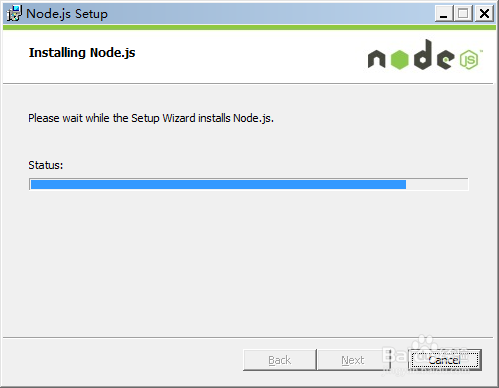 Node.js Setup
Installing Node.js
node
JS
Please wait while the Setup Wizard installs Node.js.
Status:
Back
Next
Cancel